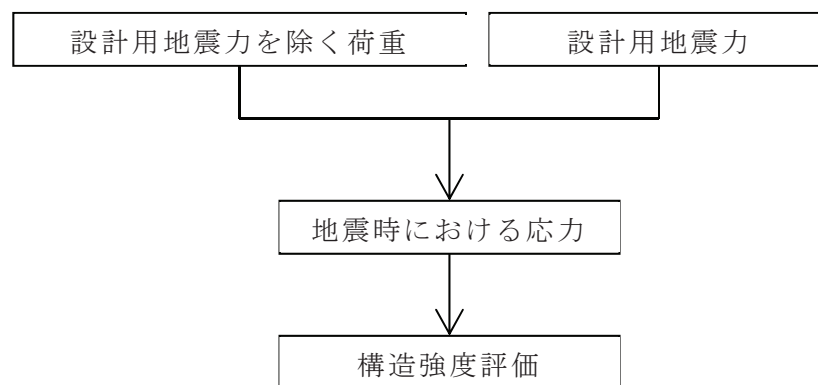 設計用地震力を除く荷重
設計用地震力
地震時における応力
構造強度評価